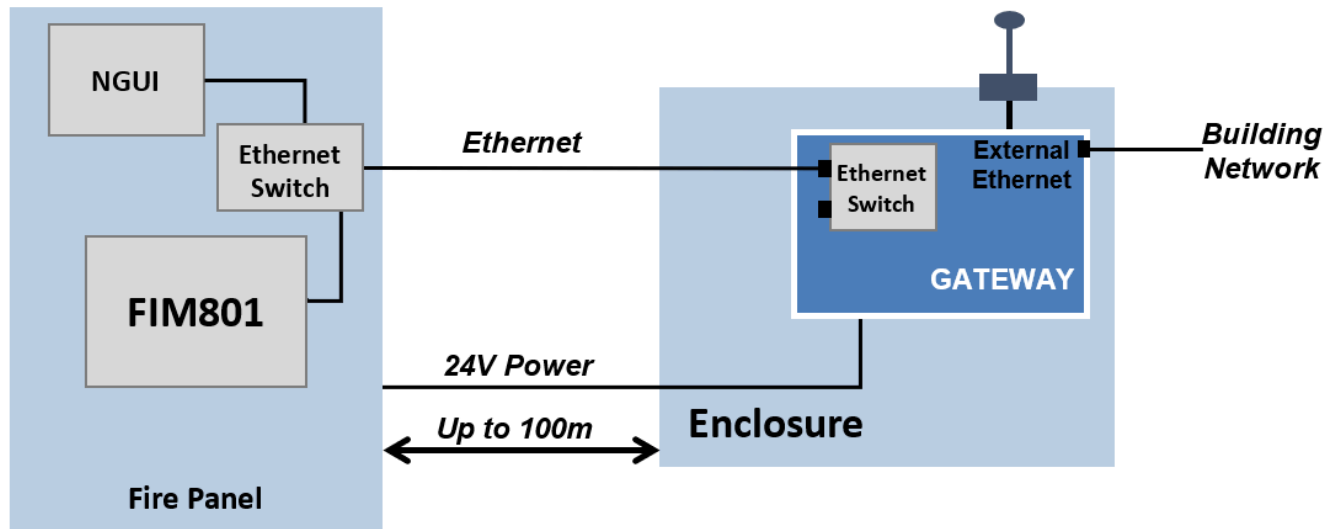 NGUI
Ethernet
Switch
FIM801
Fire Panel
Ethernet
24V Power
Up to 100m
Ethernet
Switch
External
Ethernet
GATEWAY
Enclosure
Building
Network